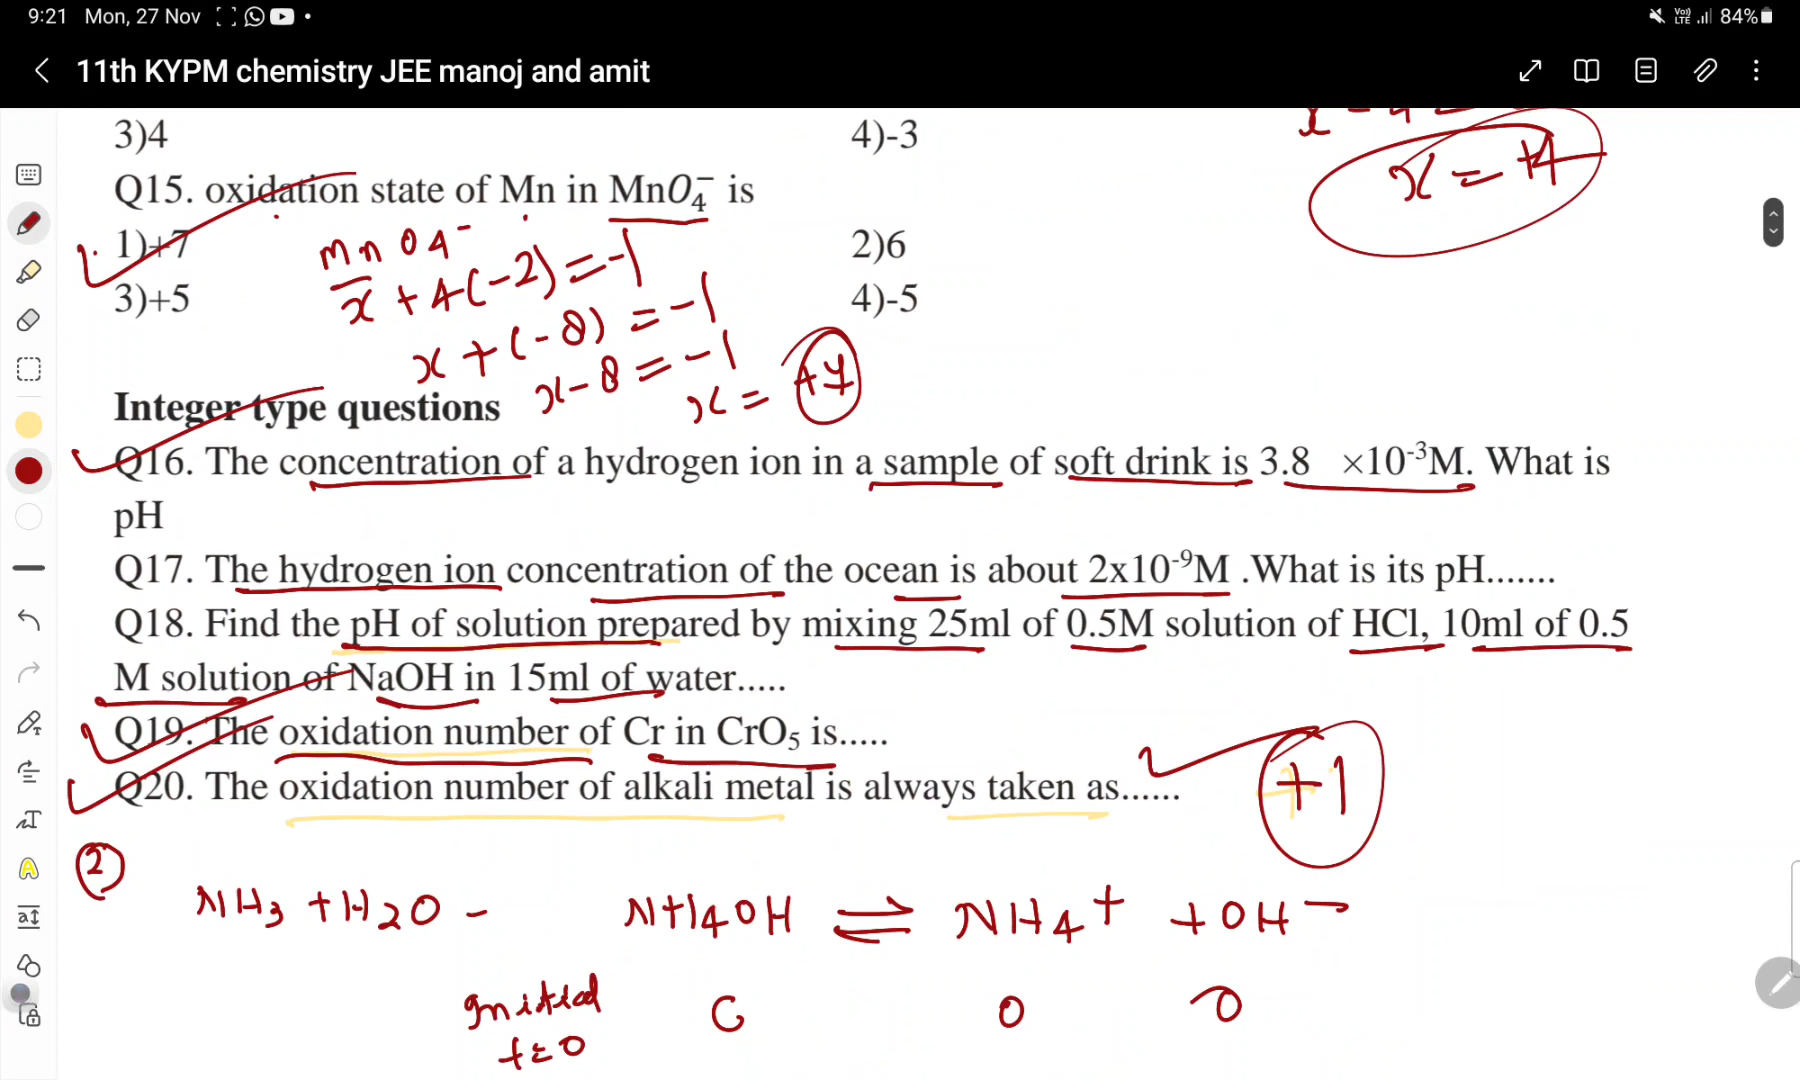 9:21 Mon, 27 Nov
Vo)) LTE 84%
11th KYPM chemistry JEE manoj and amit
3)4
4)-3
x = +4
Q15. oxidation state of Mn in MnO₄⁻ is
1)+7
2)6
3)+5
4)-5
MnO4⁻
x + 4(-2) = -1
x + (-8) = -1
x - 8 = -1
x = +7
Integer type questions
Q16. The concentration of a hydrogen ion in a sample of soft drink is 3.8 ×10⁻³M. What is
pH
Q17. The hydrogen ion concentration of the ocean is about 2x10⁻⁹M .What is its pH.......
Q18. Find the pH of solution prepared by mixing 25ml of 0.5M solution of HCl, 10ml of 0.5
M solution of NaOH in 15ml of water.....
Q19. The oxidation number of Cr in CrO₅ is.....
Q20. The oxidation number of alkali metal is always taken as......
+1
2
NH3 + H2O - NH4OH ⇌ NH4+ + OH-
Initial C 0 0
t=0